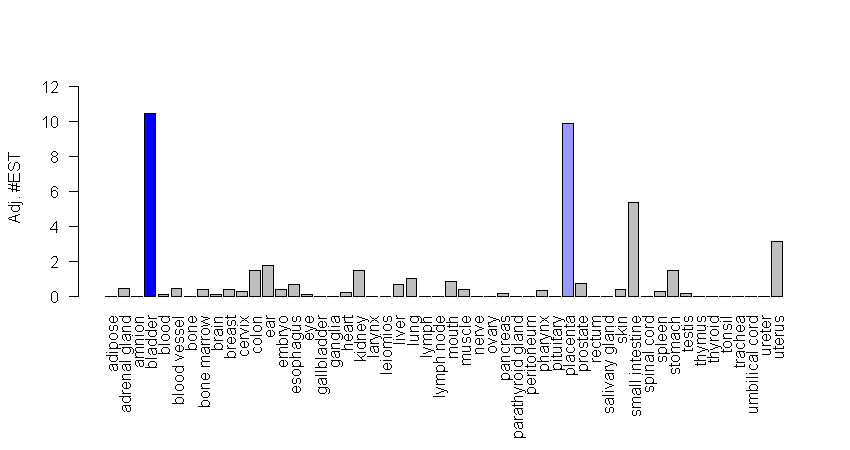 Adj. #EST
12
10
8
6
4
2
0
adipose
adrenal gland
amnion
bladder
blood
blood vessel
bone
bone marrow
brain
breast
cervix
colon
ear
embryo
esophagus
eye
gallbladder
ganglia
heart
kidney
larynx
leiomios
liver
lung
lymph
lymph node
mouth
muscle
nerve
ovary
pancreas
parathyroid gland
peritoneum
pharynx
pituitary
placenta
prostate
rectum
salivary gland
skin
small intestine
spinal cord
spleen
stomach
testis
thymus
thyroid
tonsil
trachea
umbilical cord
ureter
uterus